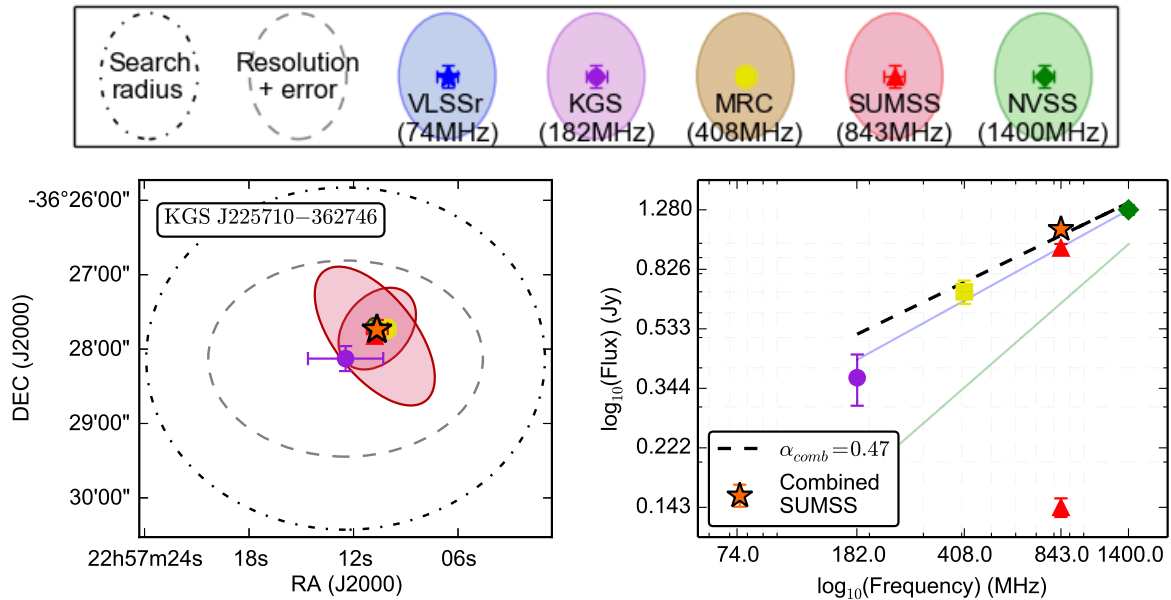 Search
radius
Resolution
+ error
VLSSr
(74MHz)
KGS
(182MHz)
MRC
(408MHz)
SUMSS
(843MHz)
NVSS
(1400MHz)
KGS J225710−362746
-36°26'00"
27'00"
28'00"
29'00"
30'00"
DEC (J2000)
22h57m24s
18s
12s
06s
RA (J2000)
1.280
0.826
0.533
0.344
0.222
0.143
log₁₀(Flux) (Jy)
α_comb=0.47
Combined
SUMSS
74.0
182.0
408.0
843.0
1400.0
log₁₀(Frequency) (MHz)